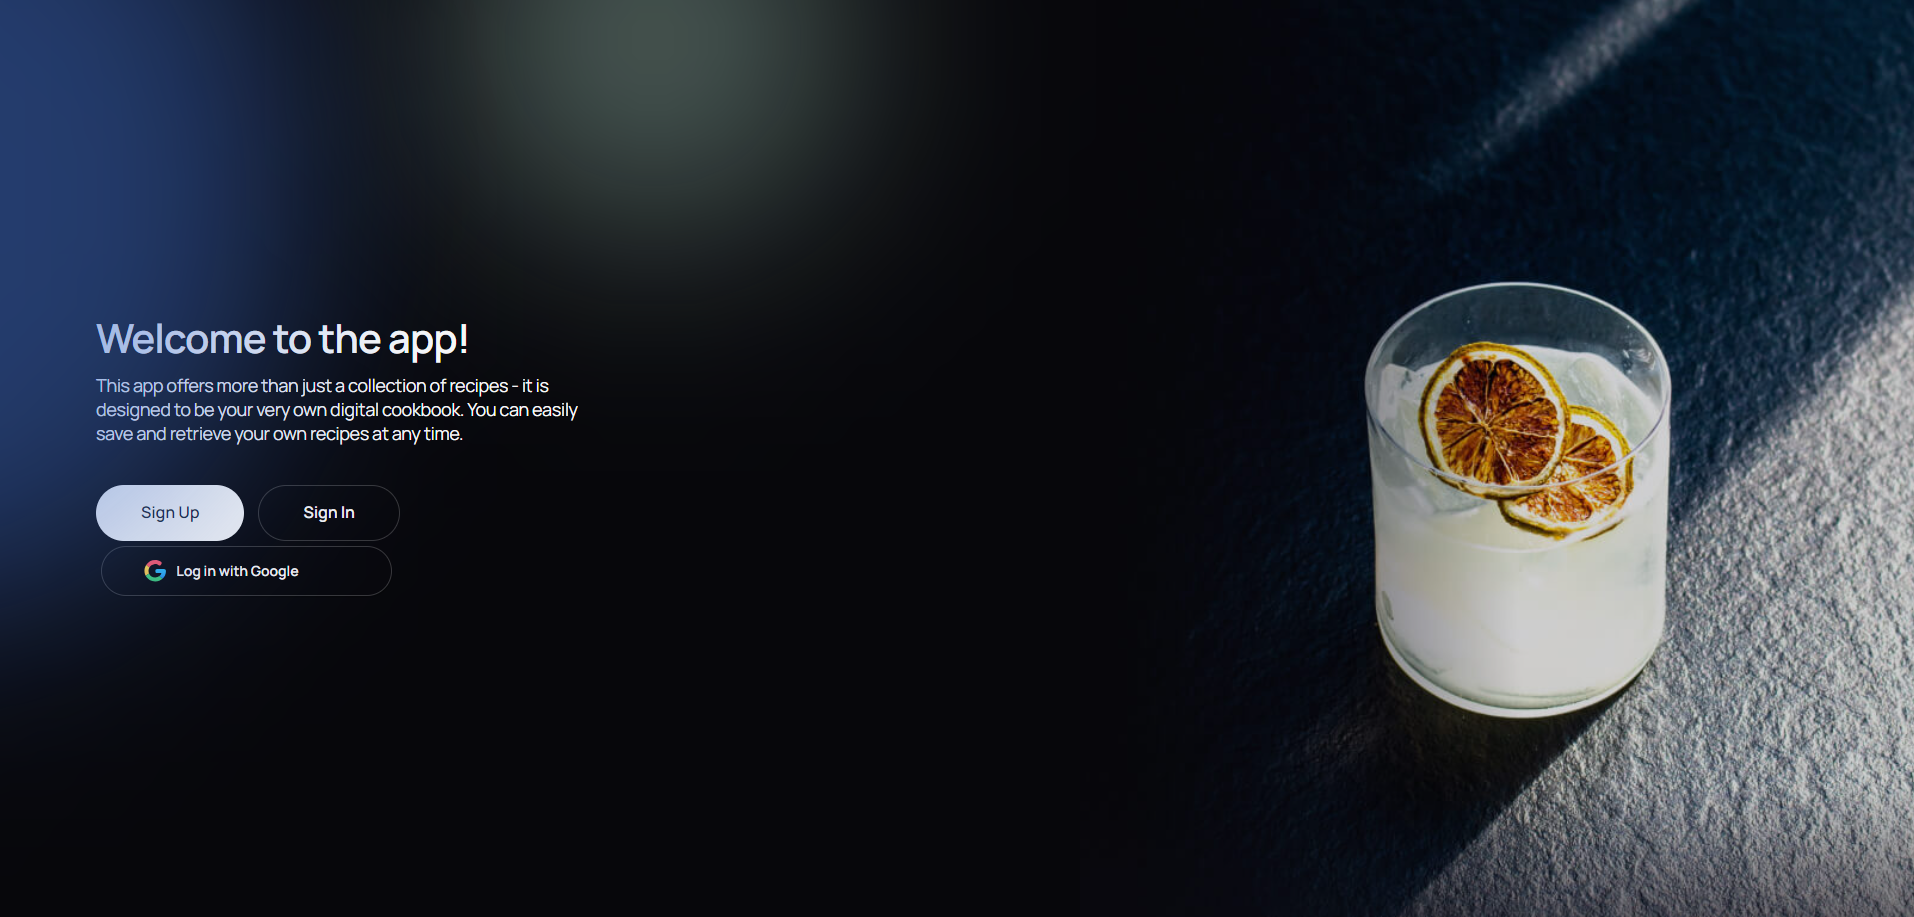 Welcome to the app!
This app offers more than just a collection of recipes - it is
designed to be your very own digital cookbook. You can easily
save and retrieve your own recipes at any time.
Sign Up
Sign In
Log in with Google